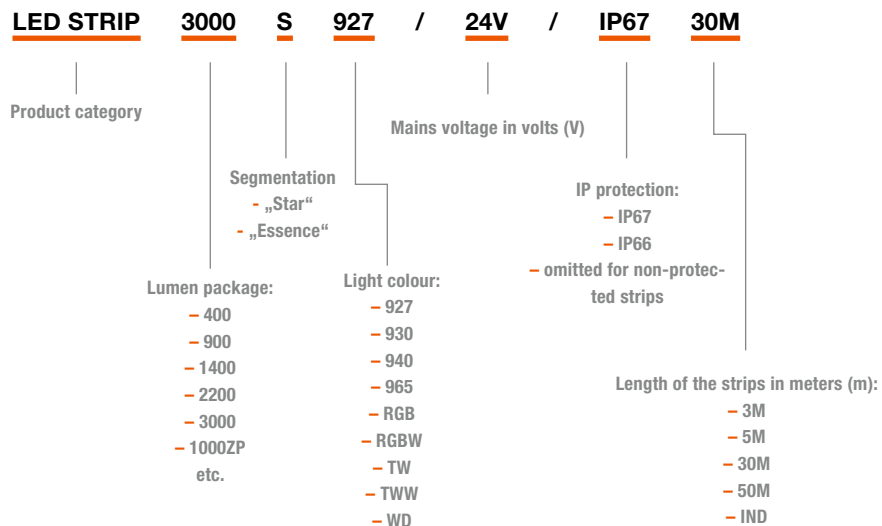 LED STRIP 3000 S 927 / 24V / IP67 30M
Product category
Mains voltage in volts (V)
Segmentation
- „Star“
- „Essence“
IP protection:
– IP67
– IP66
– omitted for non-protec-
ted strips
Lumen package:
– 400
– 900
– 1400
– 2200
– 3000
– 1000ZP
etc.
Light colour:
– 927
– 930
– 940
– 965
– RGB
– RGBW
– TW
– TWW
– WD
Length of the strips in meters (m):
– 3M
– 5M
– 30M
– 50M
– IND